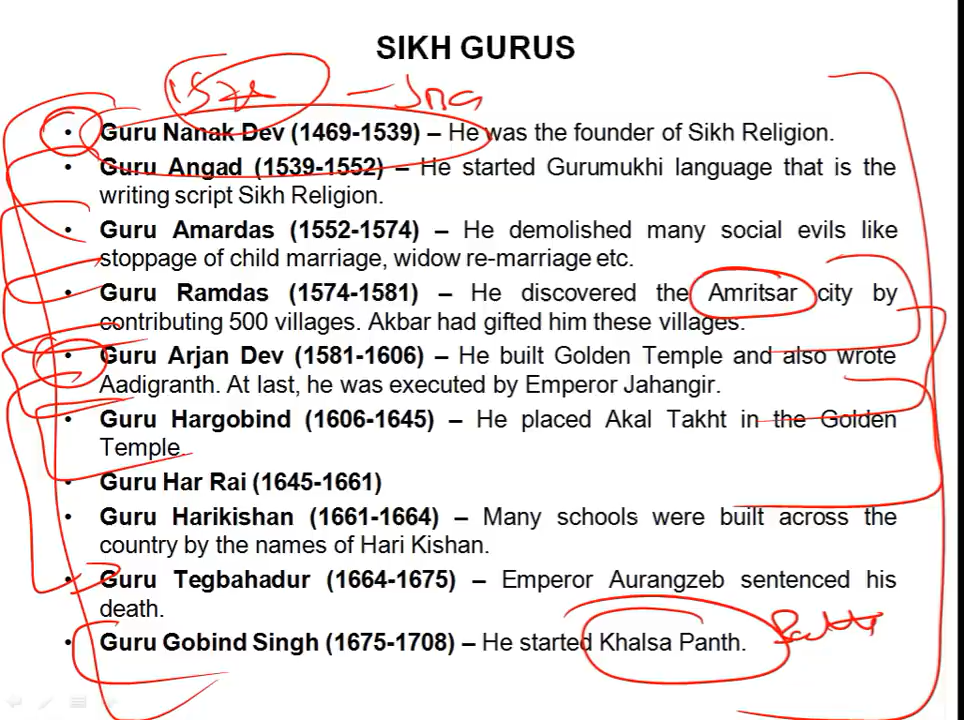 SIKH GURUS
• Guru Nanak Dev (1469-1539) – He was the founder of Sikh Religion.
• Guru Angad (1539-1552) – He started Gurumukhi language that is the
writing script Sikh Religion.
• Guru Amardas (1552-1574) – He demolished many social evils like
stoppage of child marriage, widow re-marriage etc.
• Guru Ramdas (1574-1581) – He discovered the Amritsar city by
contributing 500 villages. Akbar had gifted him these villages.
• Guru Arjan Dev (1581-1606) – He built Golden Temple and also wrote
Aadigranth. At last, he was executed by Emperor Jahangir.
• Guru Hargobind (1606-1645) – He placed Akal Takht in the Golden
Temple.
• Guru Har Rai (1645-1661)
• Guru Harikishan (1661-1664) – Many schools were built across the
country by the names of Hari Kishan.
• Guru Tegbahadur (1664-1675) – Emperor Aurangzeb sentenced his
death.
• Guru Gobind Singh (1675-1708) – He started Khalsa Panth.